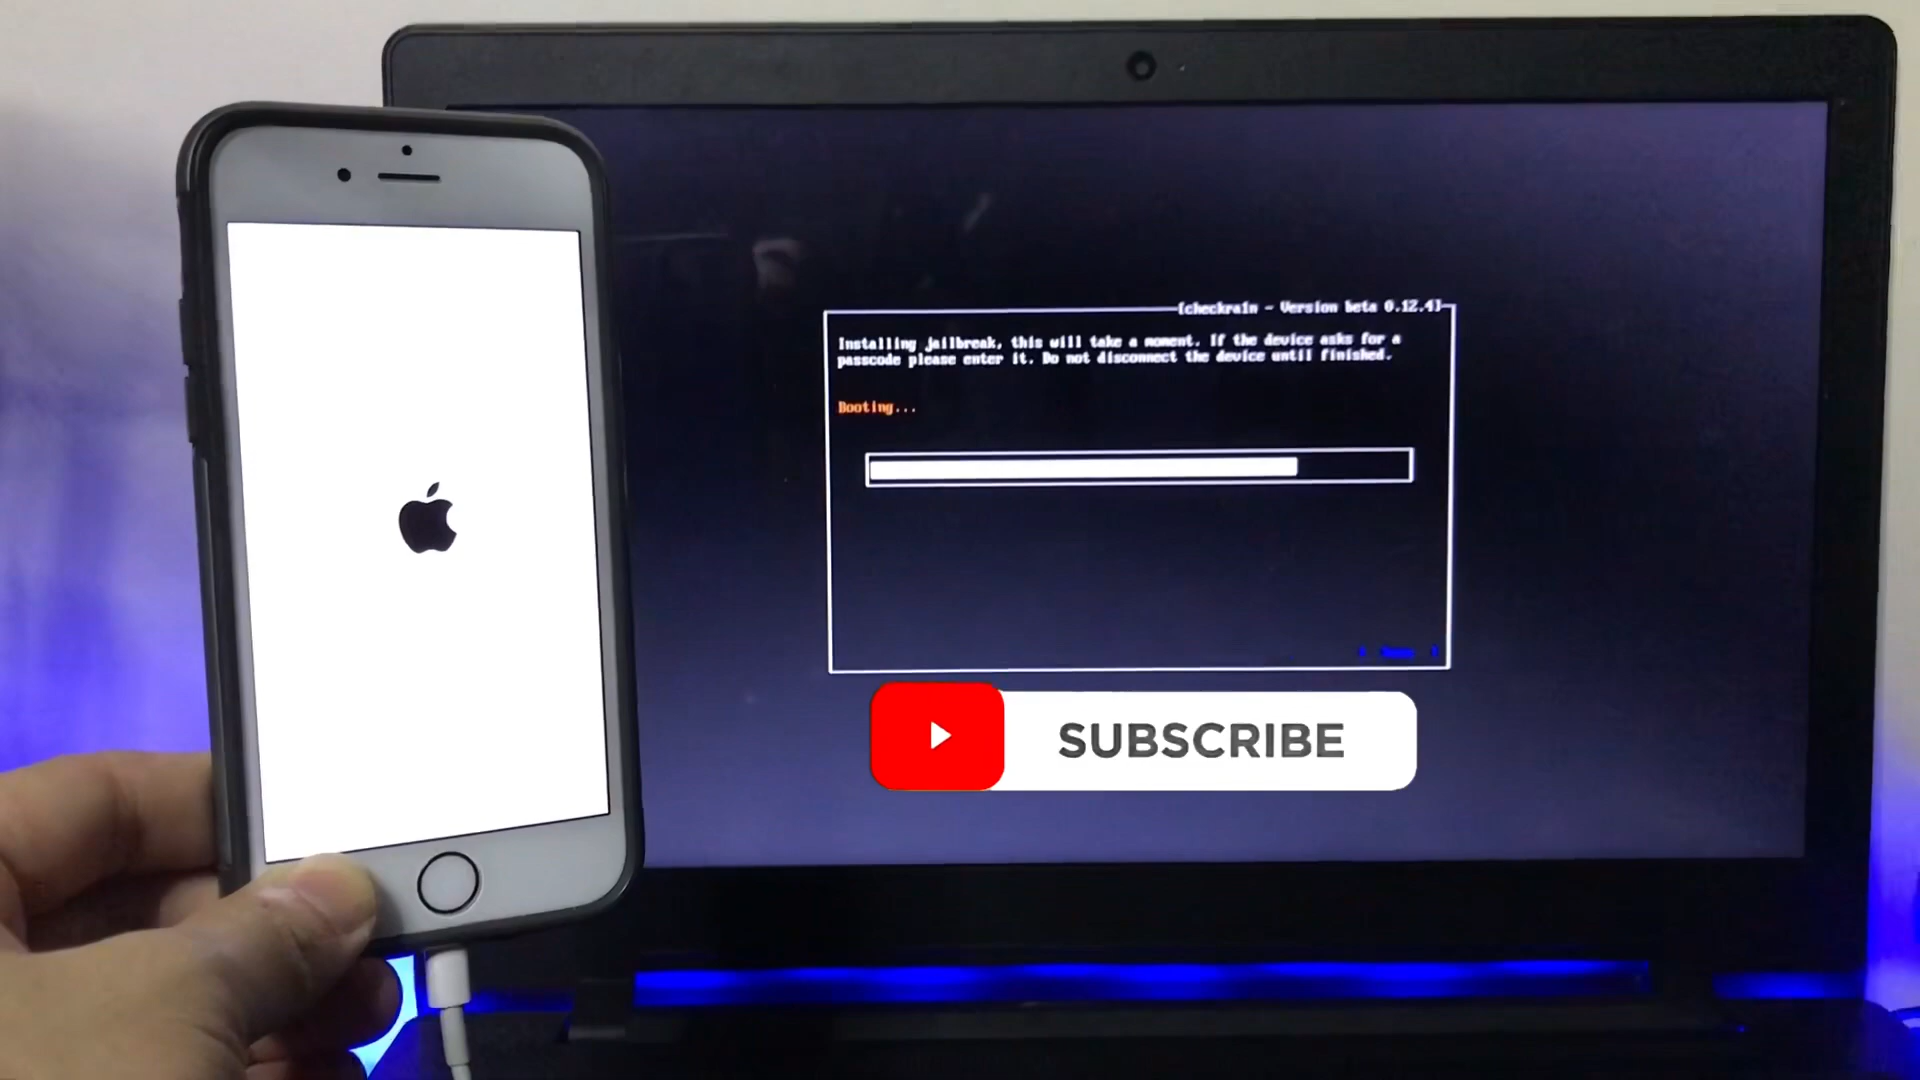 [checkra1n - Version beta 0.12.4]
Installing jailbreak, this will take a moment. If the device asks for a
passcode please enter it. Do not disconnect the device until finished.
Booting...
SUBSCRIBE